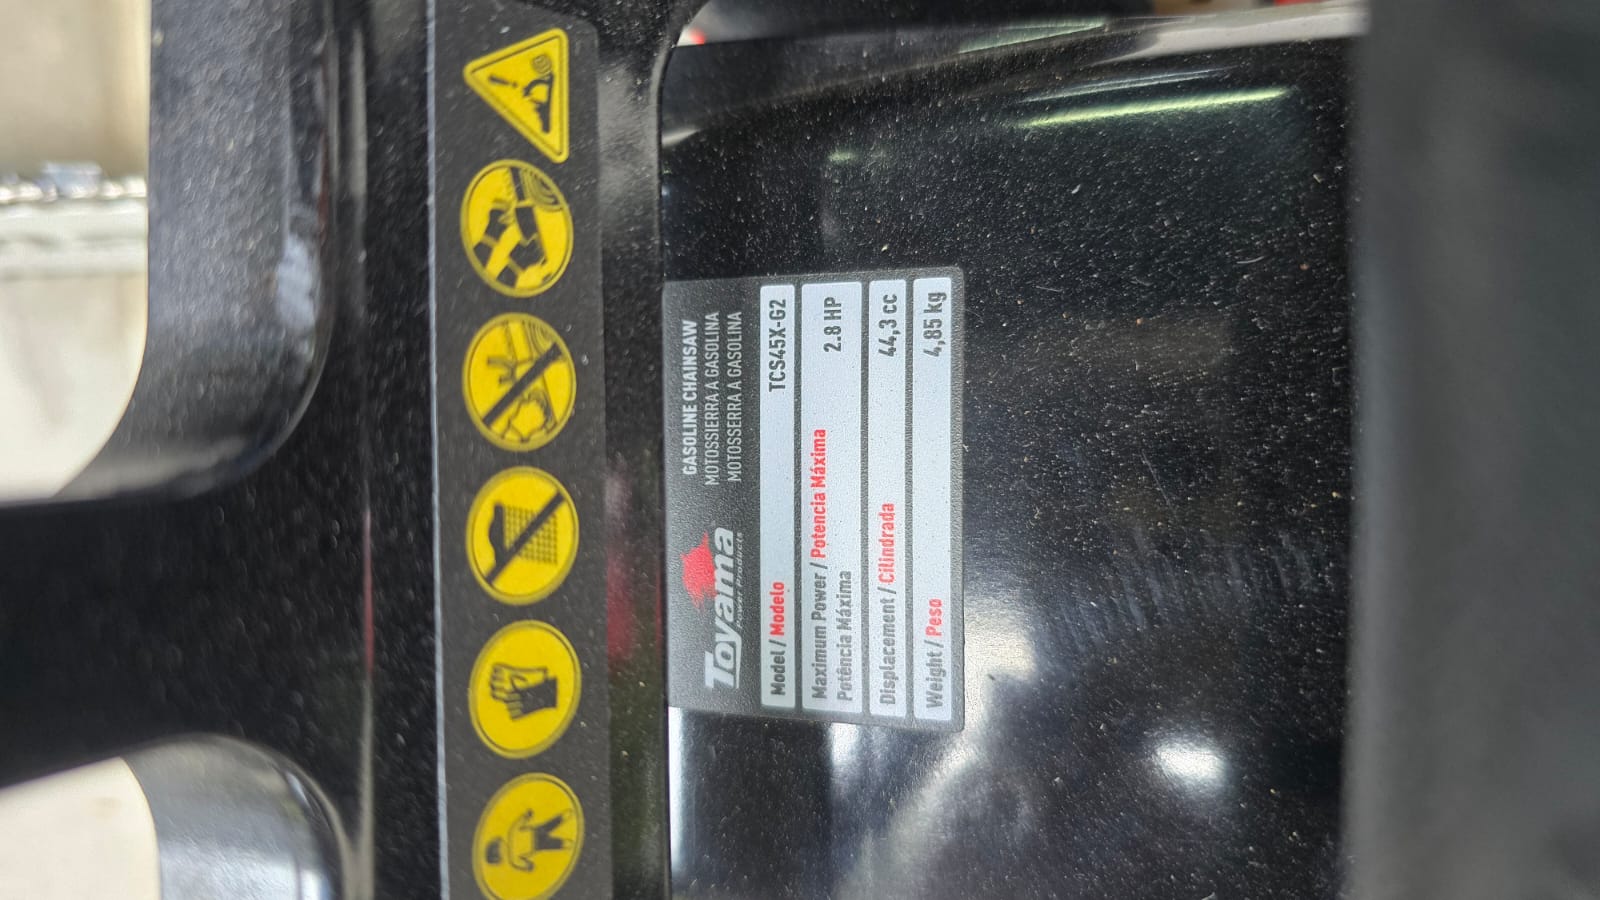 Toyama
Power Products
GASOLINE CHAINSAW
MOTOSSIERRA A GASOLINA
MOTOSSERRA A GASOLINA
Model / Modelo TCS45X-G2
Maximum Power / Potencia Máxima 2.8 HP
Potência Máxima
Displacement / Cilindrada 44,3 cc
Weight / Peso 4,85 kg